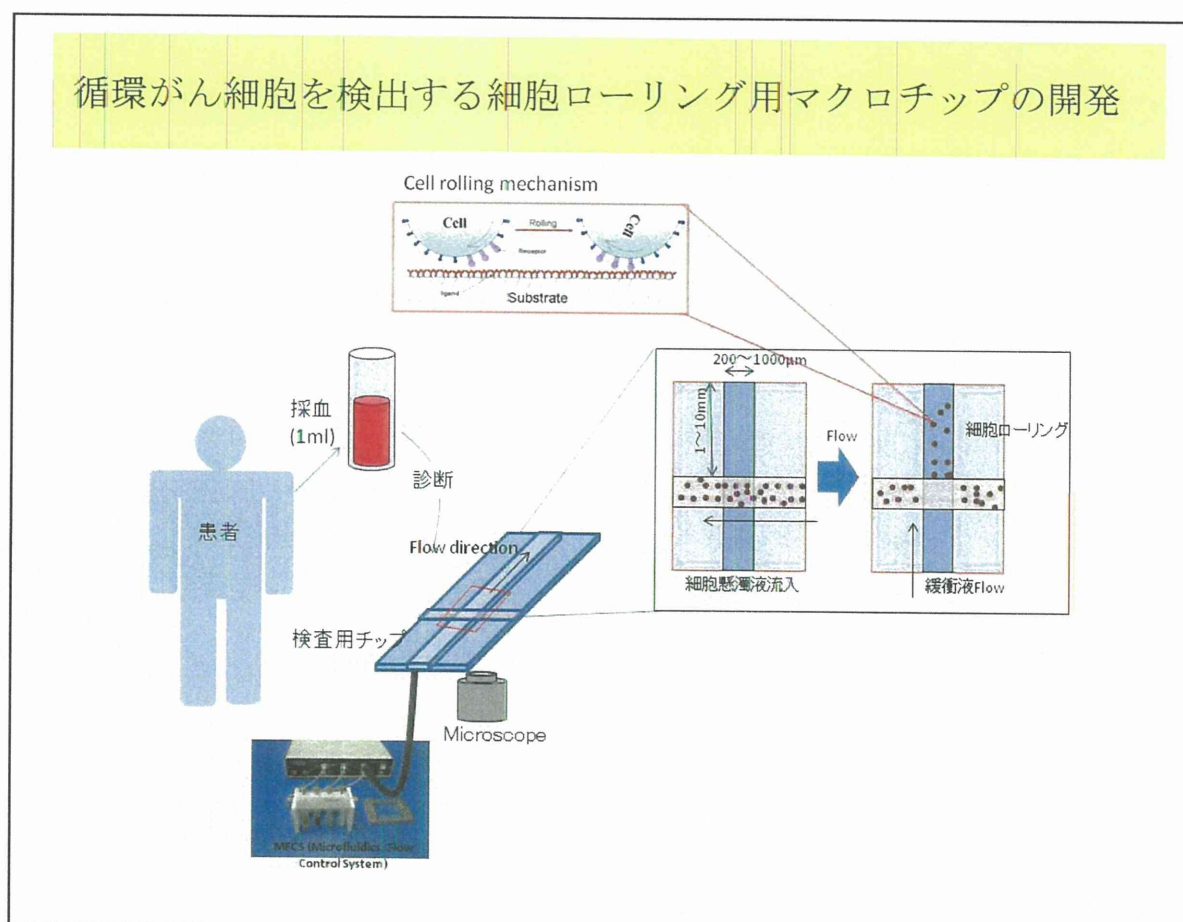 循環がん細胞を検出する細胞ローリング用マクロチップの開発
Cell rolling mechanism
Cell
Rolling
Cell
Receptor
ligand
Substrate
採血
(1ml)
診断
患者
Flow direction
検査用チップ
Microscope
MFCS (Microfluidics Flow
Control System)
200～1000μm
1～10mm
Flow
細胞ローリング
細胞懸濁液流入
緩衝液Flow